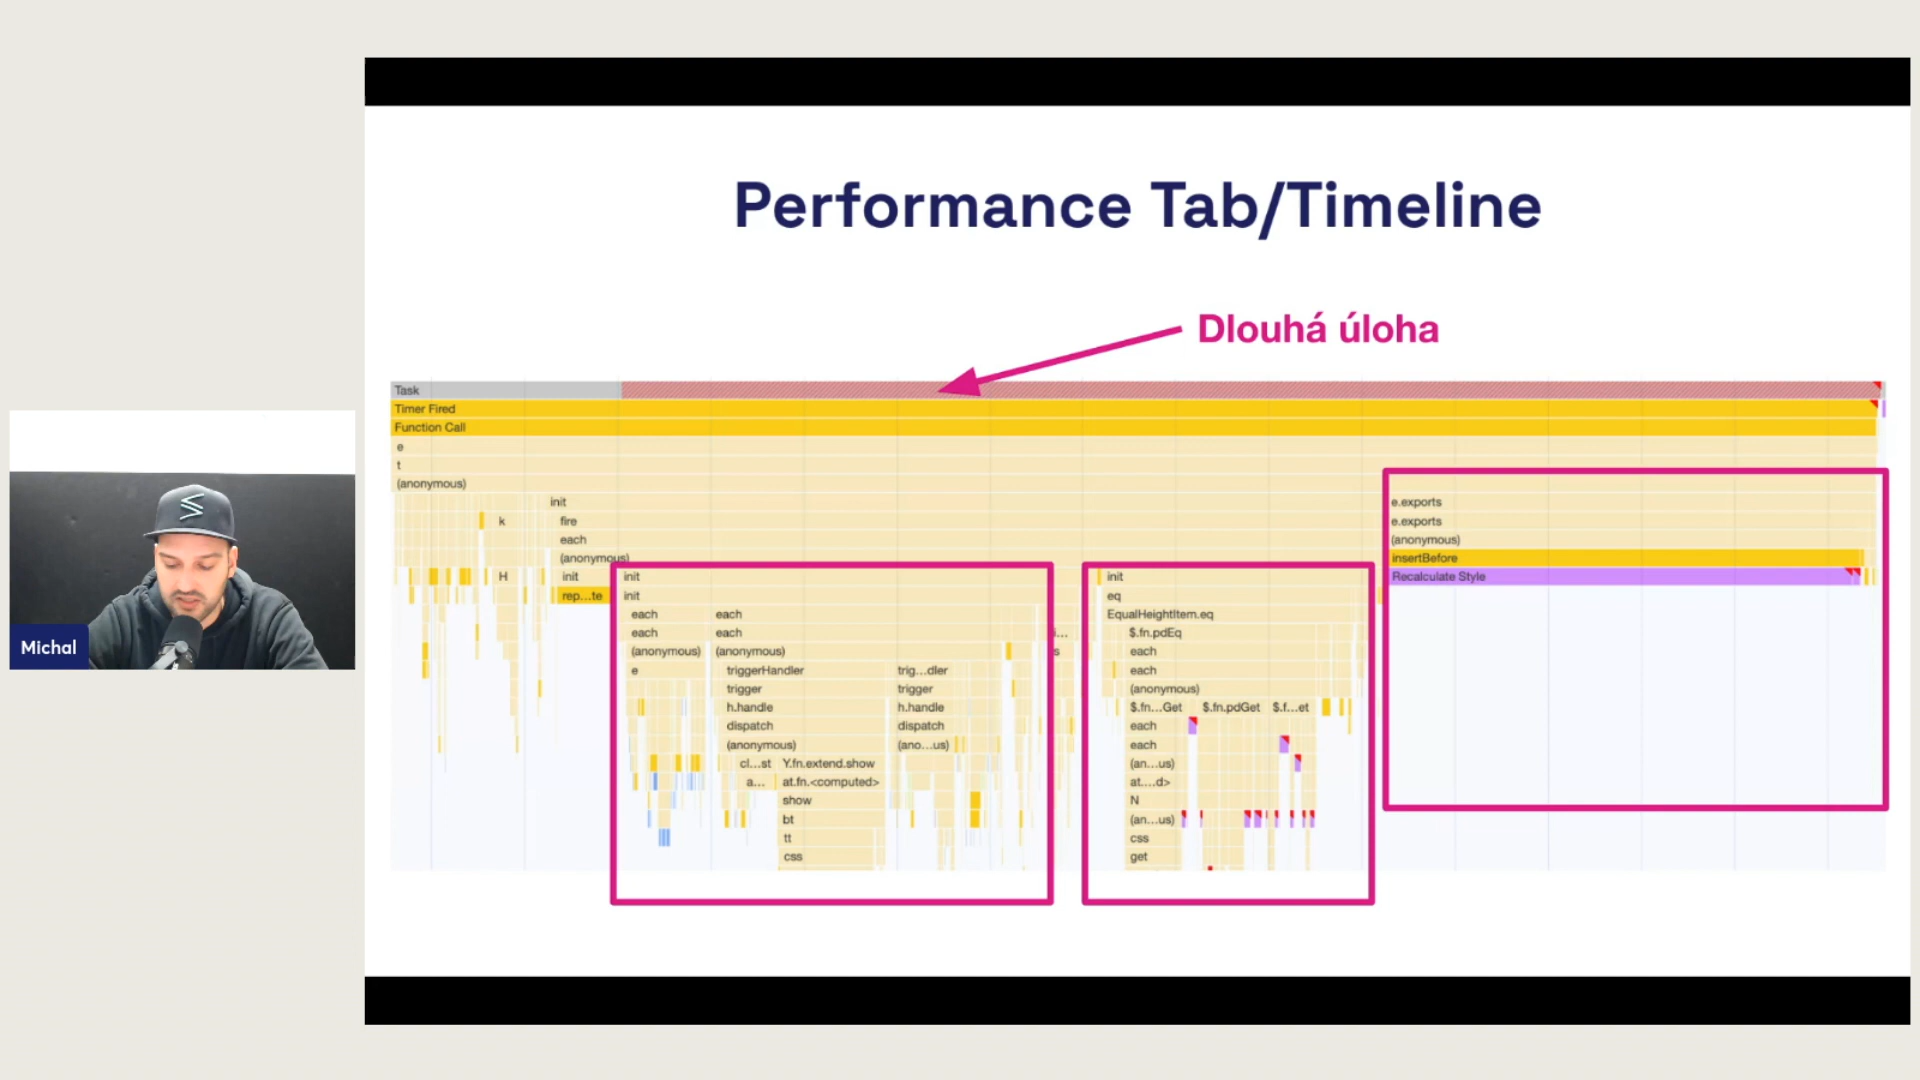 Performance Tab/Timeline
Dlouhá úloha
Task
Timer Fired
Function Call
e
t
(anonymous)
init
e.exports
k
fire
e.exports
each
(anonymous)
(anonymous)
insertBefore
H
init
init
init
Recalculate Style
rep...te
init
eq
each
each
EqualHeightItem.eq
each
each
i...
$.fn.pdEq
(anonymous)
(anonymous)
s
each
e
triggerHandler
trig...dler
each
trigger
trigger
(anonymous)
h.handle
h.handle
$.fn...Get
$.fn.pdGet
$.f...et
dispatch
dispatch
each
(anonymous)
(ano...us)
each
cl...st
Y.fn.extend.show
(an...us)
a...
at.fn.<computed>
at....d>
show
N
bt
(an...us)
tt
css
css
get
Michal